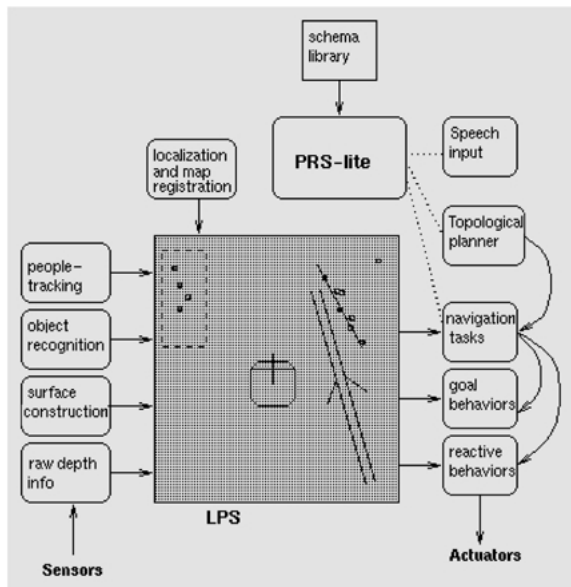 schema
library
PRS-lite
Speech
input
localization
and map
registration
Topological
planner
people-
tracking
object
recognition
surface
construction
raw depth
info
navigation
tasks
goal
behaviors
reactive
behaviors
LPS
Sensors
Actuators